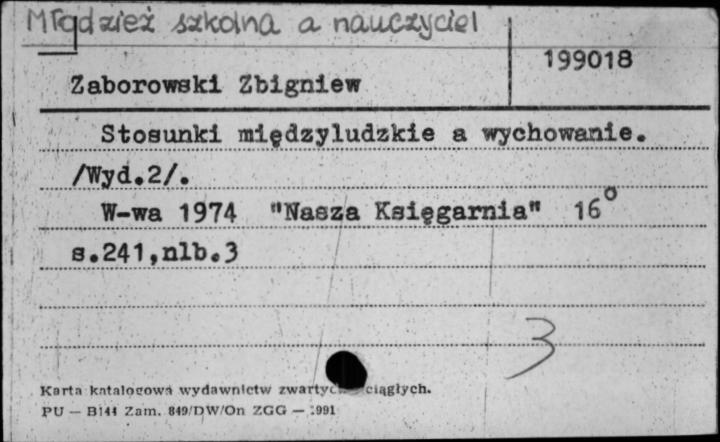 Młodzież szkolna a nauczyciel
199018
Zaborowski Zbigniew
Stosunki międzyludzkie a wychowanie.
/Wyd.2/.
W-wa 1974 "Nasza Księgarnia" 16°
s.241,nlb.3
3
Karta katalogowa wydawnictw ciągłych.
PU — B144 Zam. 849/DW/On ZGG — 1991